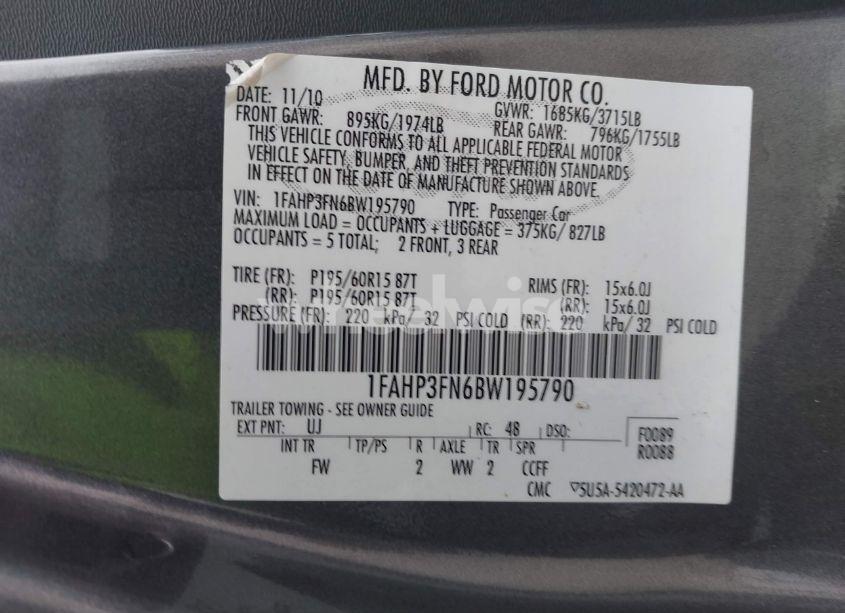 MFD. BY FORD MOTOR CO.
DATE: 11/10 GVWR: 1685KG/3715LB
FRONT GAWR: 895KG/1974LB REAR GAWR: 796KG/1755LB
THIS VEHICLE CONFORMS TO ALL APPLICABLE FEDERAL MOTOR
VEHICLE SAFETY, BUMPER, AND THEFT PREVENTION STANDARDS
IN EFFECT ON THE DATE OF MANUFACTURE SHOWN ABOVE.
VIN: 1FAHP3FN6BW195790 TYPE: Passenger Car
MAXIMUM LOAD = OCCUPANTS + LUGGAGE = 375KG/ 827LB
OCCUPANTS = 5 TOTAL; 2 FRONT, 3 REAR
TIRE (FR): P195/60R15 87T RIMS (FR): 15x6.0J
(RR): P195/60R15 87T (RR): 15x6.0J
PRESSURE (FR): 220 kPa/ 32 PSI COLD (RR): 220 kPa/ 32 PSI COLD
wheelwise
1FAHP3FN6BW195790
TRAILER TOWING - SEE OWNER GUIDE
EXT PNT: UJ RC: 48 DSO: F0089
INT TR TP/PS R AXLE TR SPR R0088
FW 2 WW 2 CCFF
CMC 5U5A-5420472-AA